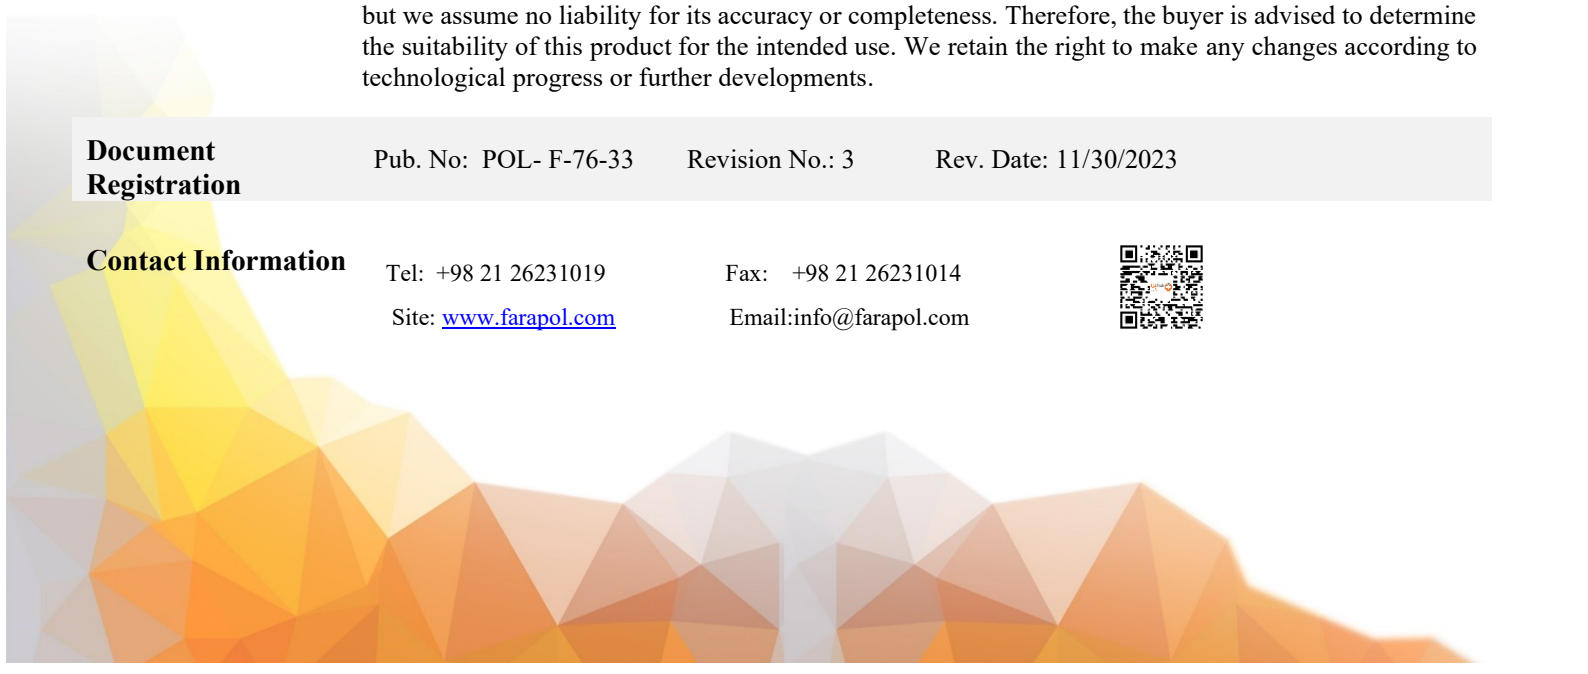 but we assume no liability for its accuracy or completeness. Therefore, the buyer is advised to determine
the suitability of this product for the intended use. We retain the right to make any changes according to
technological progress or further developments.
Document
Registration
Pub. No: POL- F-76-33 Revision No.: 3 Rev. Date: 11/30/2023
Contact Information
Tel: +98 21 26231019 Fax: +98 21 26231014
Site: www.farapol.com Email:info@farapol.com